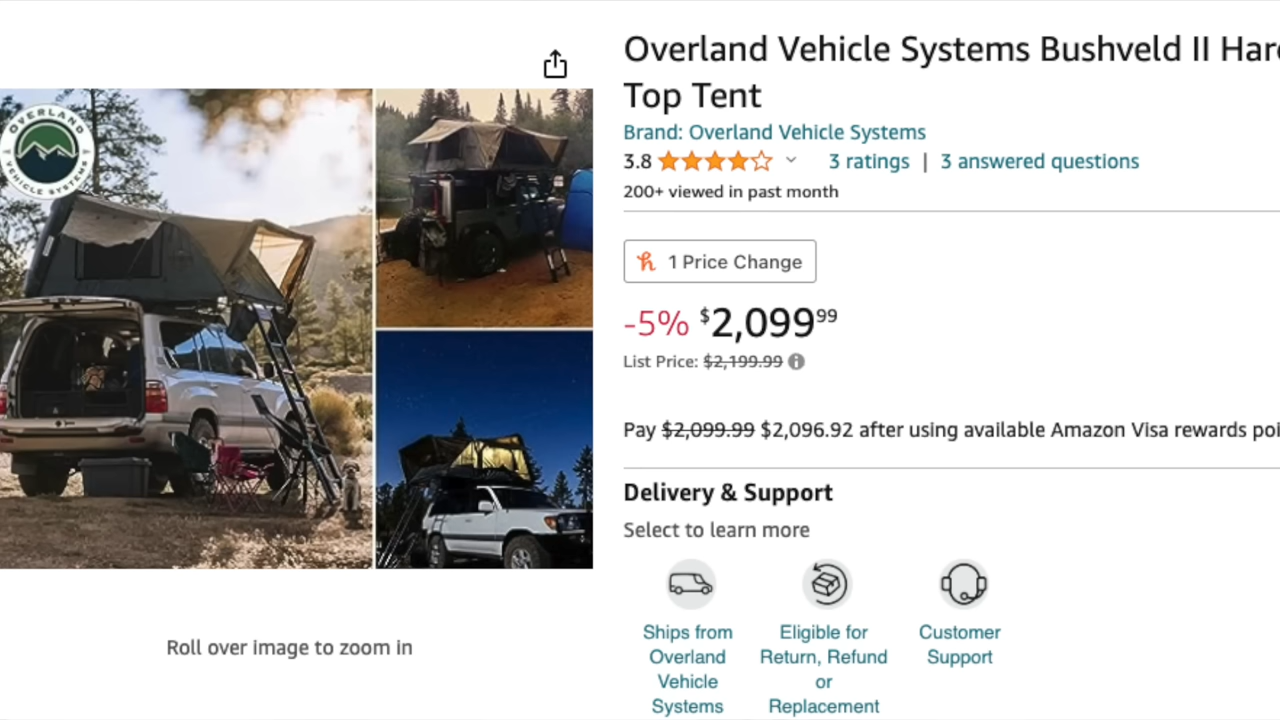 Overland Vehicle Systems Bushveld II Hard
Top Tent
Brand: Overland Vehicle Systems
3.8
3 ratings | 3 answered questions
200+ viewed in past month
1 Price Change
-5% $2,099⁹⁹
List Price: $2,199.99
Pay $2,099.99 $2,096.92 after using available Amazon Visa rewards poi
Delivery & Support
Select to learn more
Ships from
Overland
Vehicle
Systems
Eligible for
Return, Refund
or
Replacement
Customer
Support
OVERLAND
VEHICLE SYSTEMS
Roll over image to zoom in